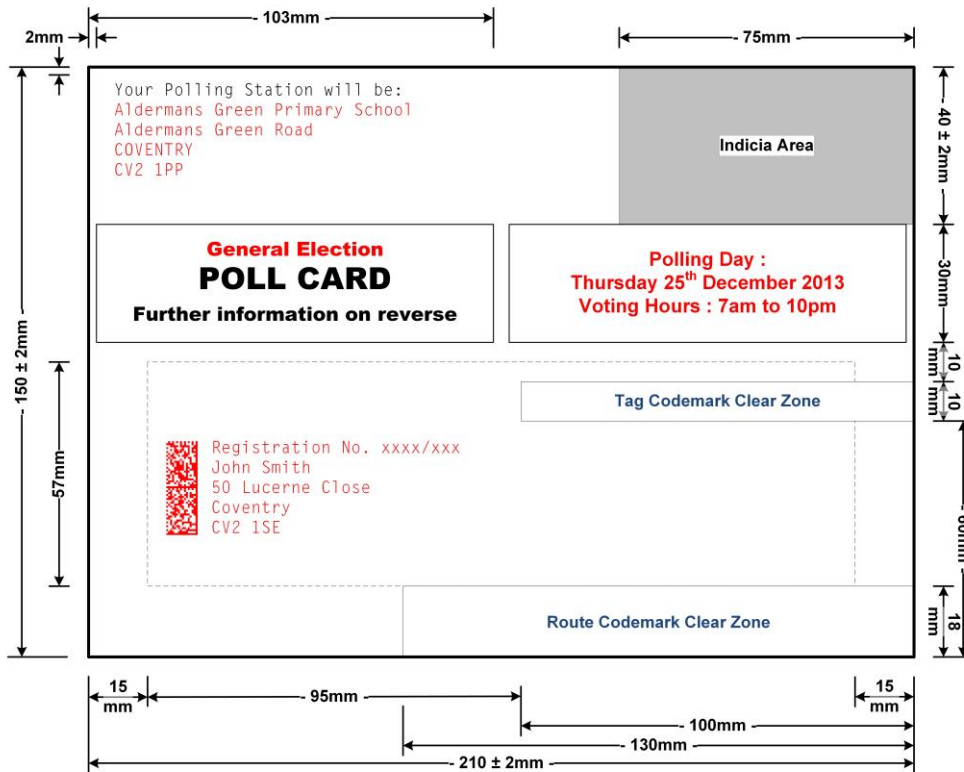 - 103mm -
2mm
- 75mm -
Your Polling Station will be:
Aldermans Green Primary School
Aldermans Green Road
COVENTRY
CV2 1PP
Indicia Area
- 40 ± 2mm -
General Election
POLL CARD
Further information on reverse
Polling Day :
Thursday 25th December 2013
Voting Hours : 7am to 10pm
30mm
- 150 ± 2mm -
10
mm
Tag Codemark Clear Zone
10
mm
57mm
Registration No. xxxx/xxx
John Smith
50 Lucerne Close
Coventry
CV2 1SE
Route Codemark Clear Zone
18
mm
15
mm
- 95mm -
15
mm
- 100mm -
- 130mm -
- 210 ± 2mm -